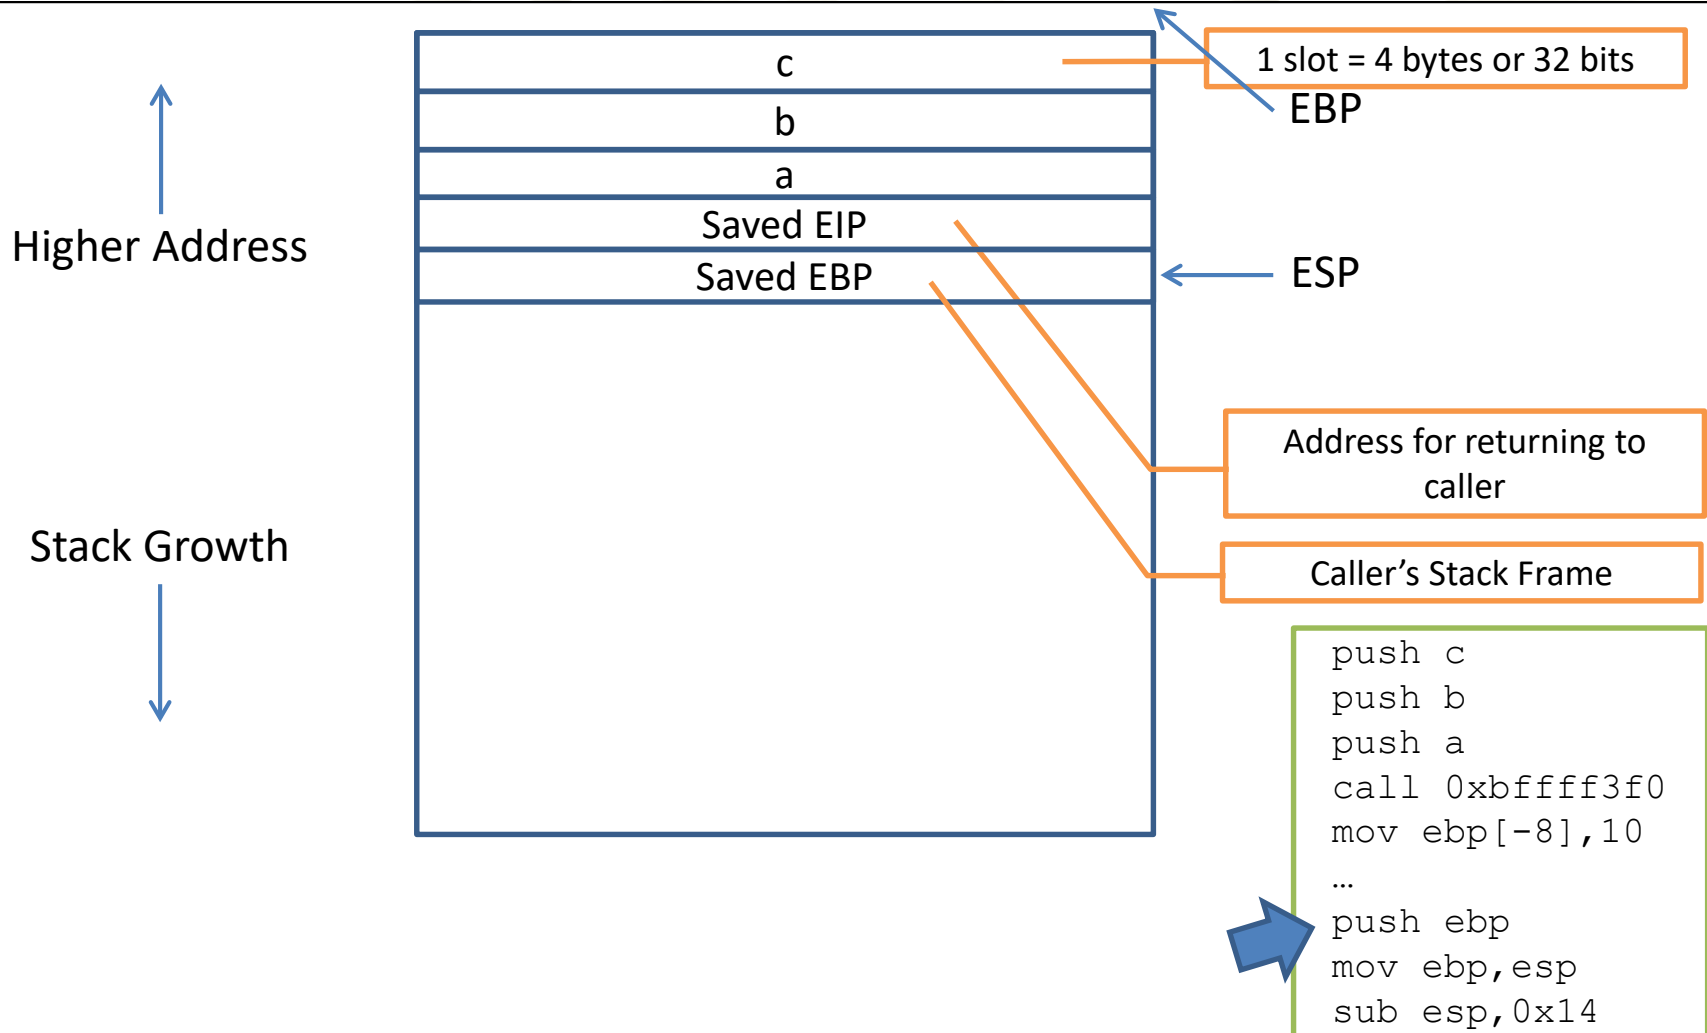 c
1 slot = 4 bytes or 32 bits
b
EBP
a
Saved EIP
Higher Address
Saved EBP
ESP
Address for returning to
caller
Stack Growth
Caller’s Stack Frame
push c
push b
push a
call 0xbffff3f0
mov ebp[-8],10
…
push ebp
mov ebp,esp
sub esp,0x14